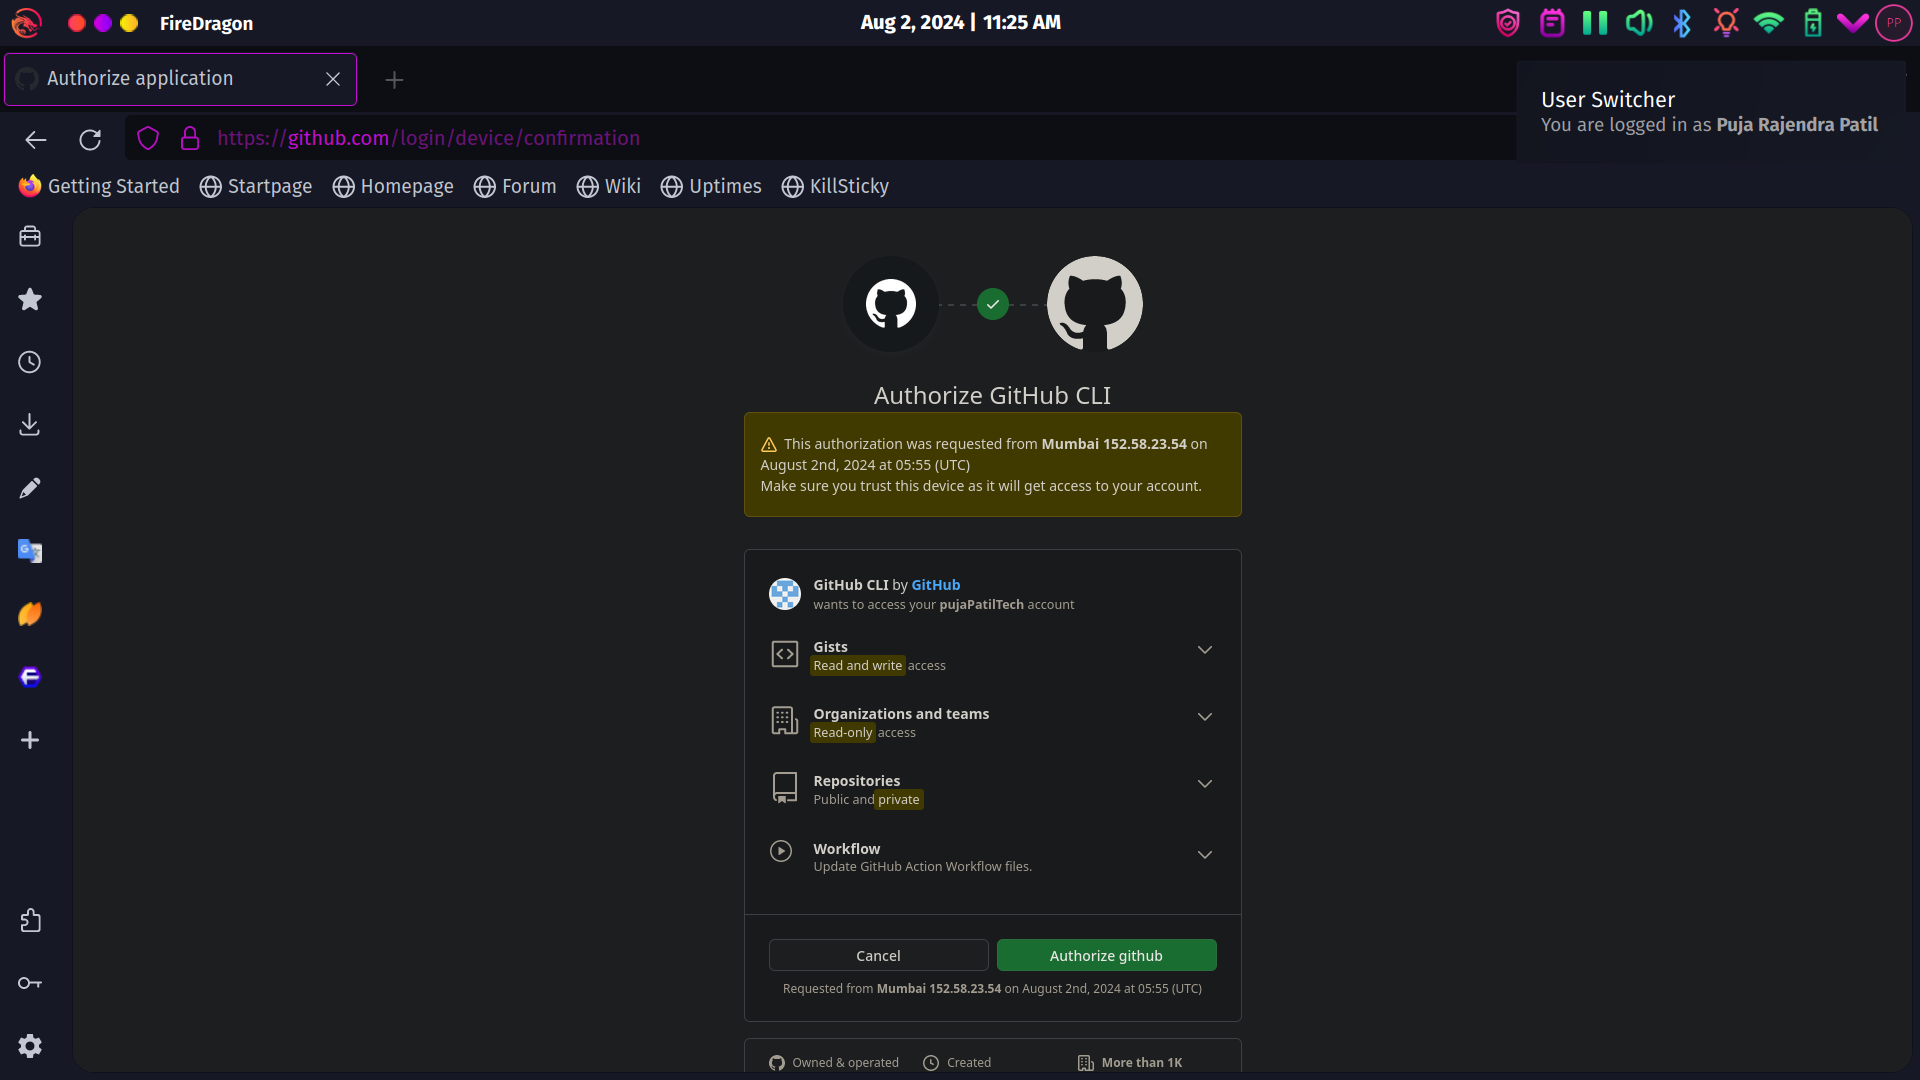 FireDragon
Aug 2, 2024 | 11:25 AM
PP
Authorize application
User Switcher
You are logged in as Puja Rajendra Patil
https://github.com/login/device/confirmation
Getting Started
Startpage
Homepage
Forum
Wiki
Uptimes
KillSticky
Authorize GitHub CLI
This authorization was requested from Mumbai 152.58.23.54 on
August 2nd, 2024 at 05:55 (UTC)
Make sure you trust this device as it will get access to your account.
GitHub CLI by GitHub
wants to access your pujaPatilTech account
Gists
Read and write access
Organizations and teams
Read-only access
Repositories
Public and private
Workflow
Update GitHub Action Workflow files.
Cancel
Authorize github
Requested from Mumbai 152.58.23.54 on August 2nd, 2024 at 05:55 (UTC)
Owned & operated
Created
More than 1K